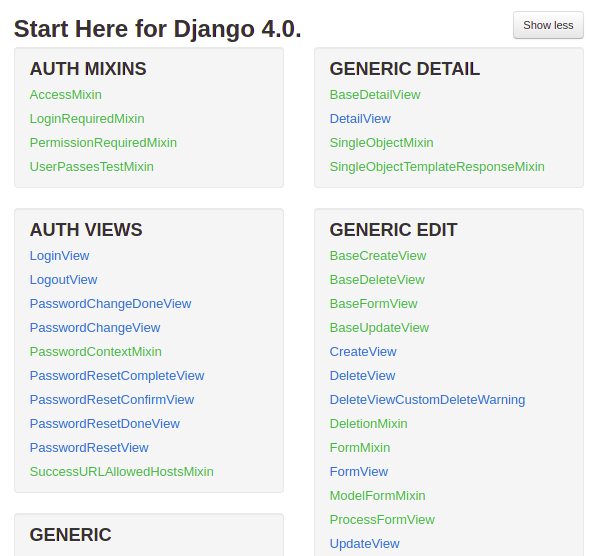 Start Here for Django 4.0.
Show less
AUTH MIXINS
AccessMixin
LoginRequiredMixin
PermissionRequiredMixin
UserPassesTestMixin
GENERIC DETAIL
BaseDetailView
DetailView
SingleObjectMixin
SingleObjectTemplateResponseMixin
AUTH VIEWS
LoginView
LogoutView
PasswordChangeDoneView
PasswordChangeView
PasswordContextMixin
PasswordResetCompleteView
PasswordResetConfirmView
PasswordResetDoneView
PasswordResetView
SuccessURLAllowedHostsMixin
GENERIC EDIT
BaseCreateView
BaseDeleteView
BaseFormView
BaseUpdateView
CreateView
DeleteView
DeleteViewCustomDeleteWarning
DeletionMixin
FormMixin
FormView
ModelFormMixin
ProcessFormView
UpdateView
GENERIC